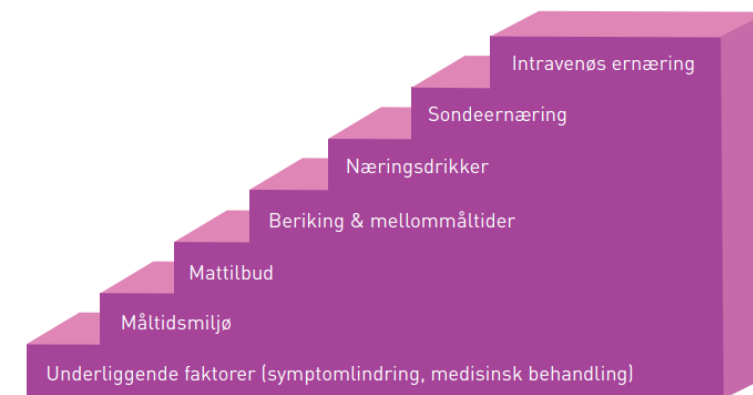 Intravenøs ernæring
Sondeernæring
Næringsdrikker
Beriking & mellommåltider
Mattilbud
Måltidsmiljø
Underliggende faktorer (symptomlindring, medisinsk behandling)